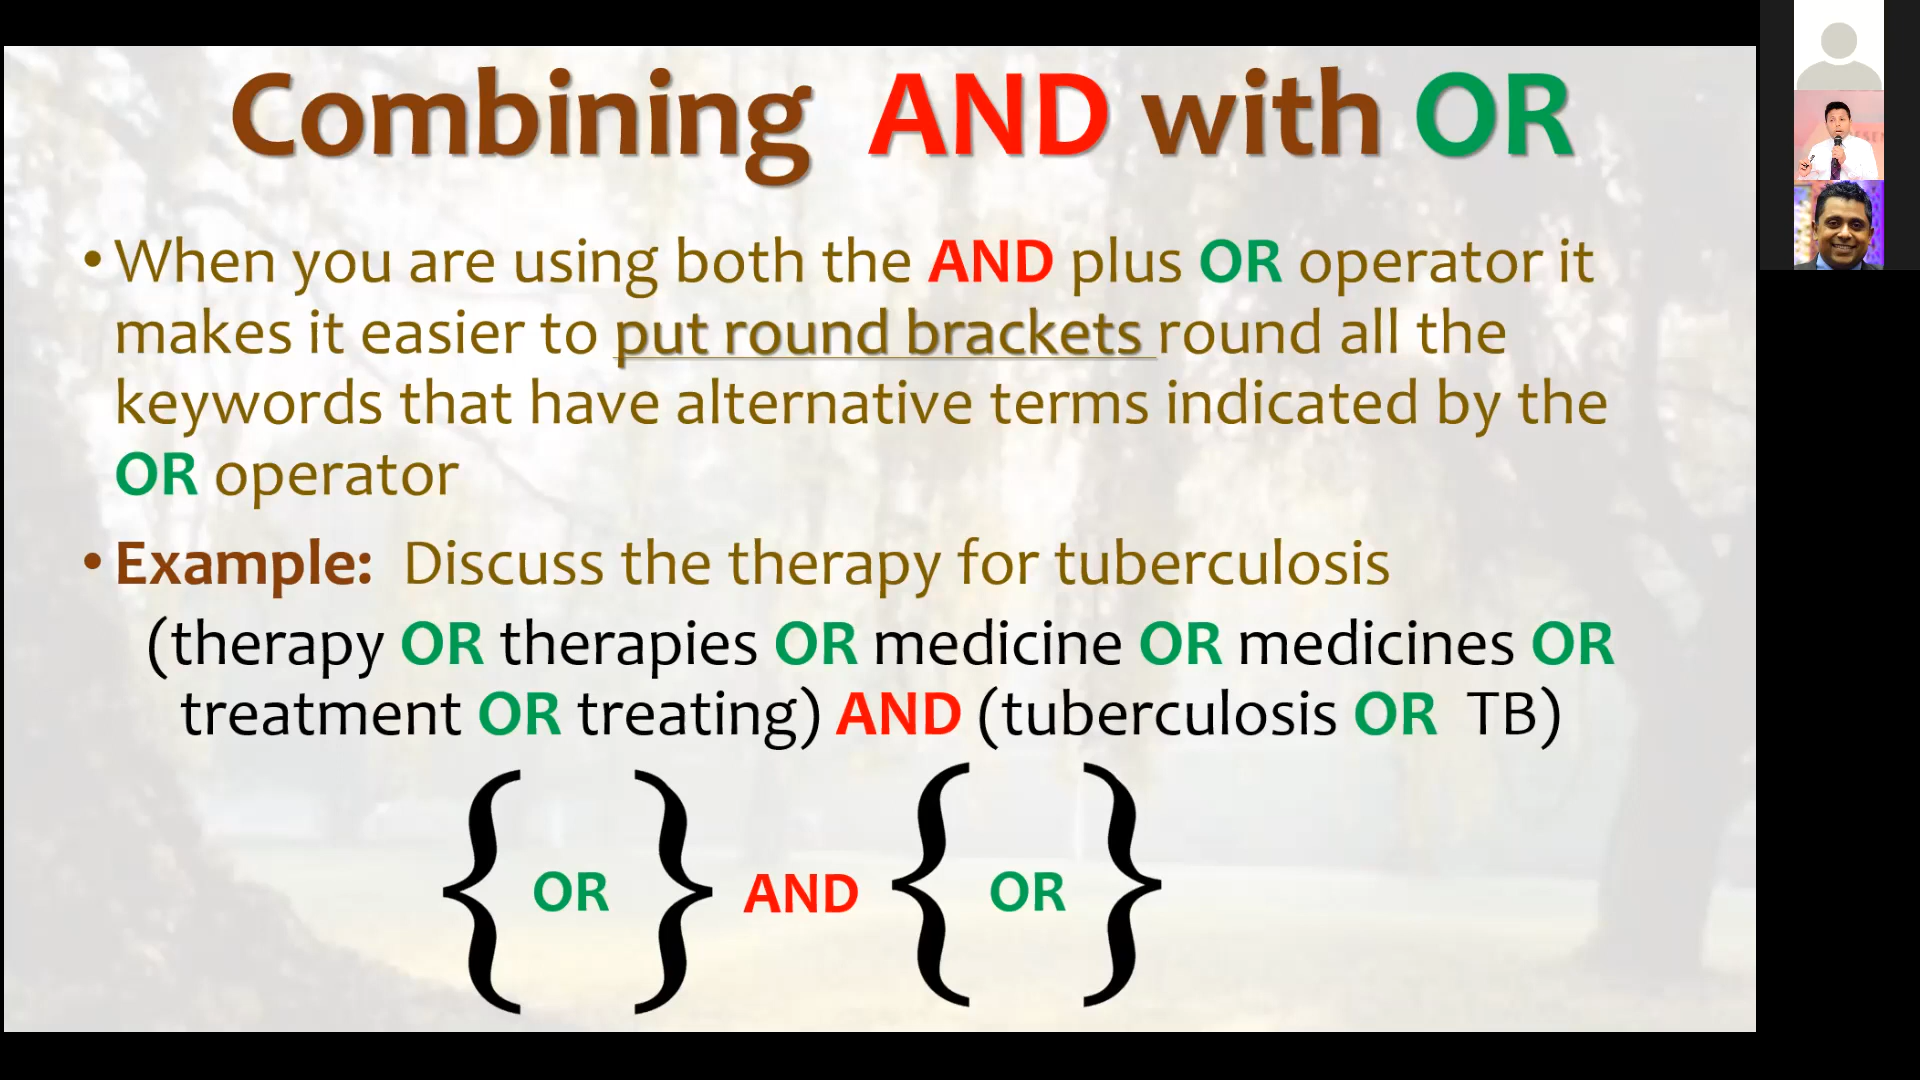 Combining AND with OR
• When you are using both the AND plus OR operator it
makes it easier to put round brackets round all the
keywords that have alternative terms indicated by the
OR operator
• Example: Discuss the therapy for tuberculosis
(therapy OR therapies OR medicine OR medicines OR
treatment OR treating) AND (tuberculosis OR TB)
{ OR } AND { OR }